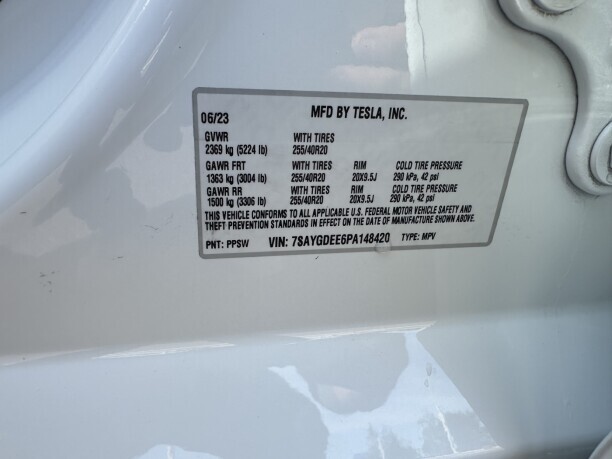 06/23 MFD BY TESLA, INC.
GVWR WITH TIRES
2369 kg (5224 lb) 255/40R20
GAWR FRT WITH TIRES RIM COLD TIRE PRESSURE
1363 kg (3004 lb) 255/40R20 20X9.5J 290 kPa, 42 psi
GAWR RR WITH TIRES RIM COLD TIRE PRESSURE
1500 kg (3306 lb) 255/40R20 20X9.5J 290 kPa, 42 psi
THIS VEHICLE CONFORMS TO ALL APPLICABLE U.S. FEDERAL MOTOR VEHICLE SAFETY AND
THEFT PREVENTION STANDARDS IN EFFECT ON THE DATE OF MANUFACTURE SHOWN ABOVE.
PNT: PPSW VIN: 7SAYGDEE6PA148420 TYPE: MPV